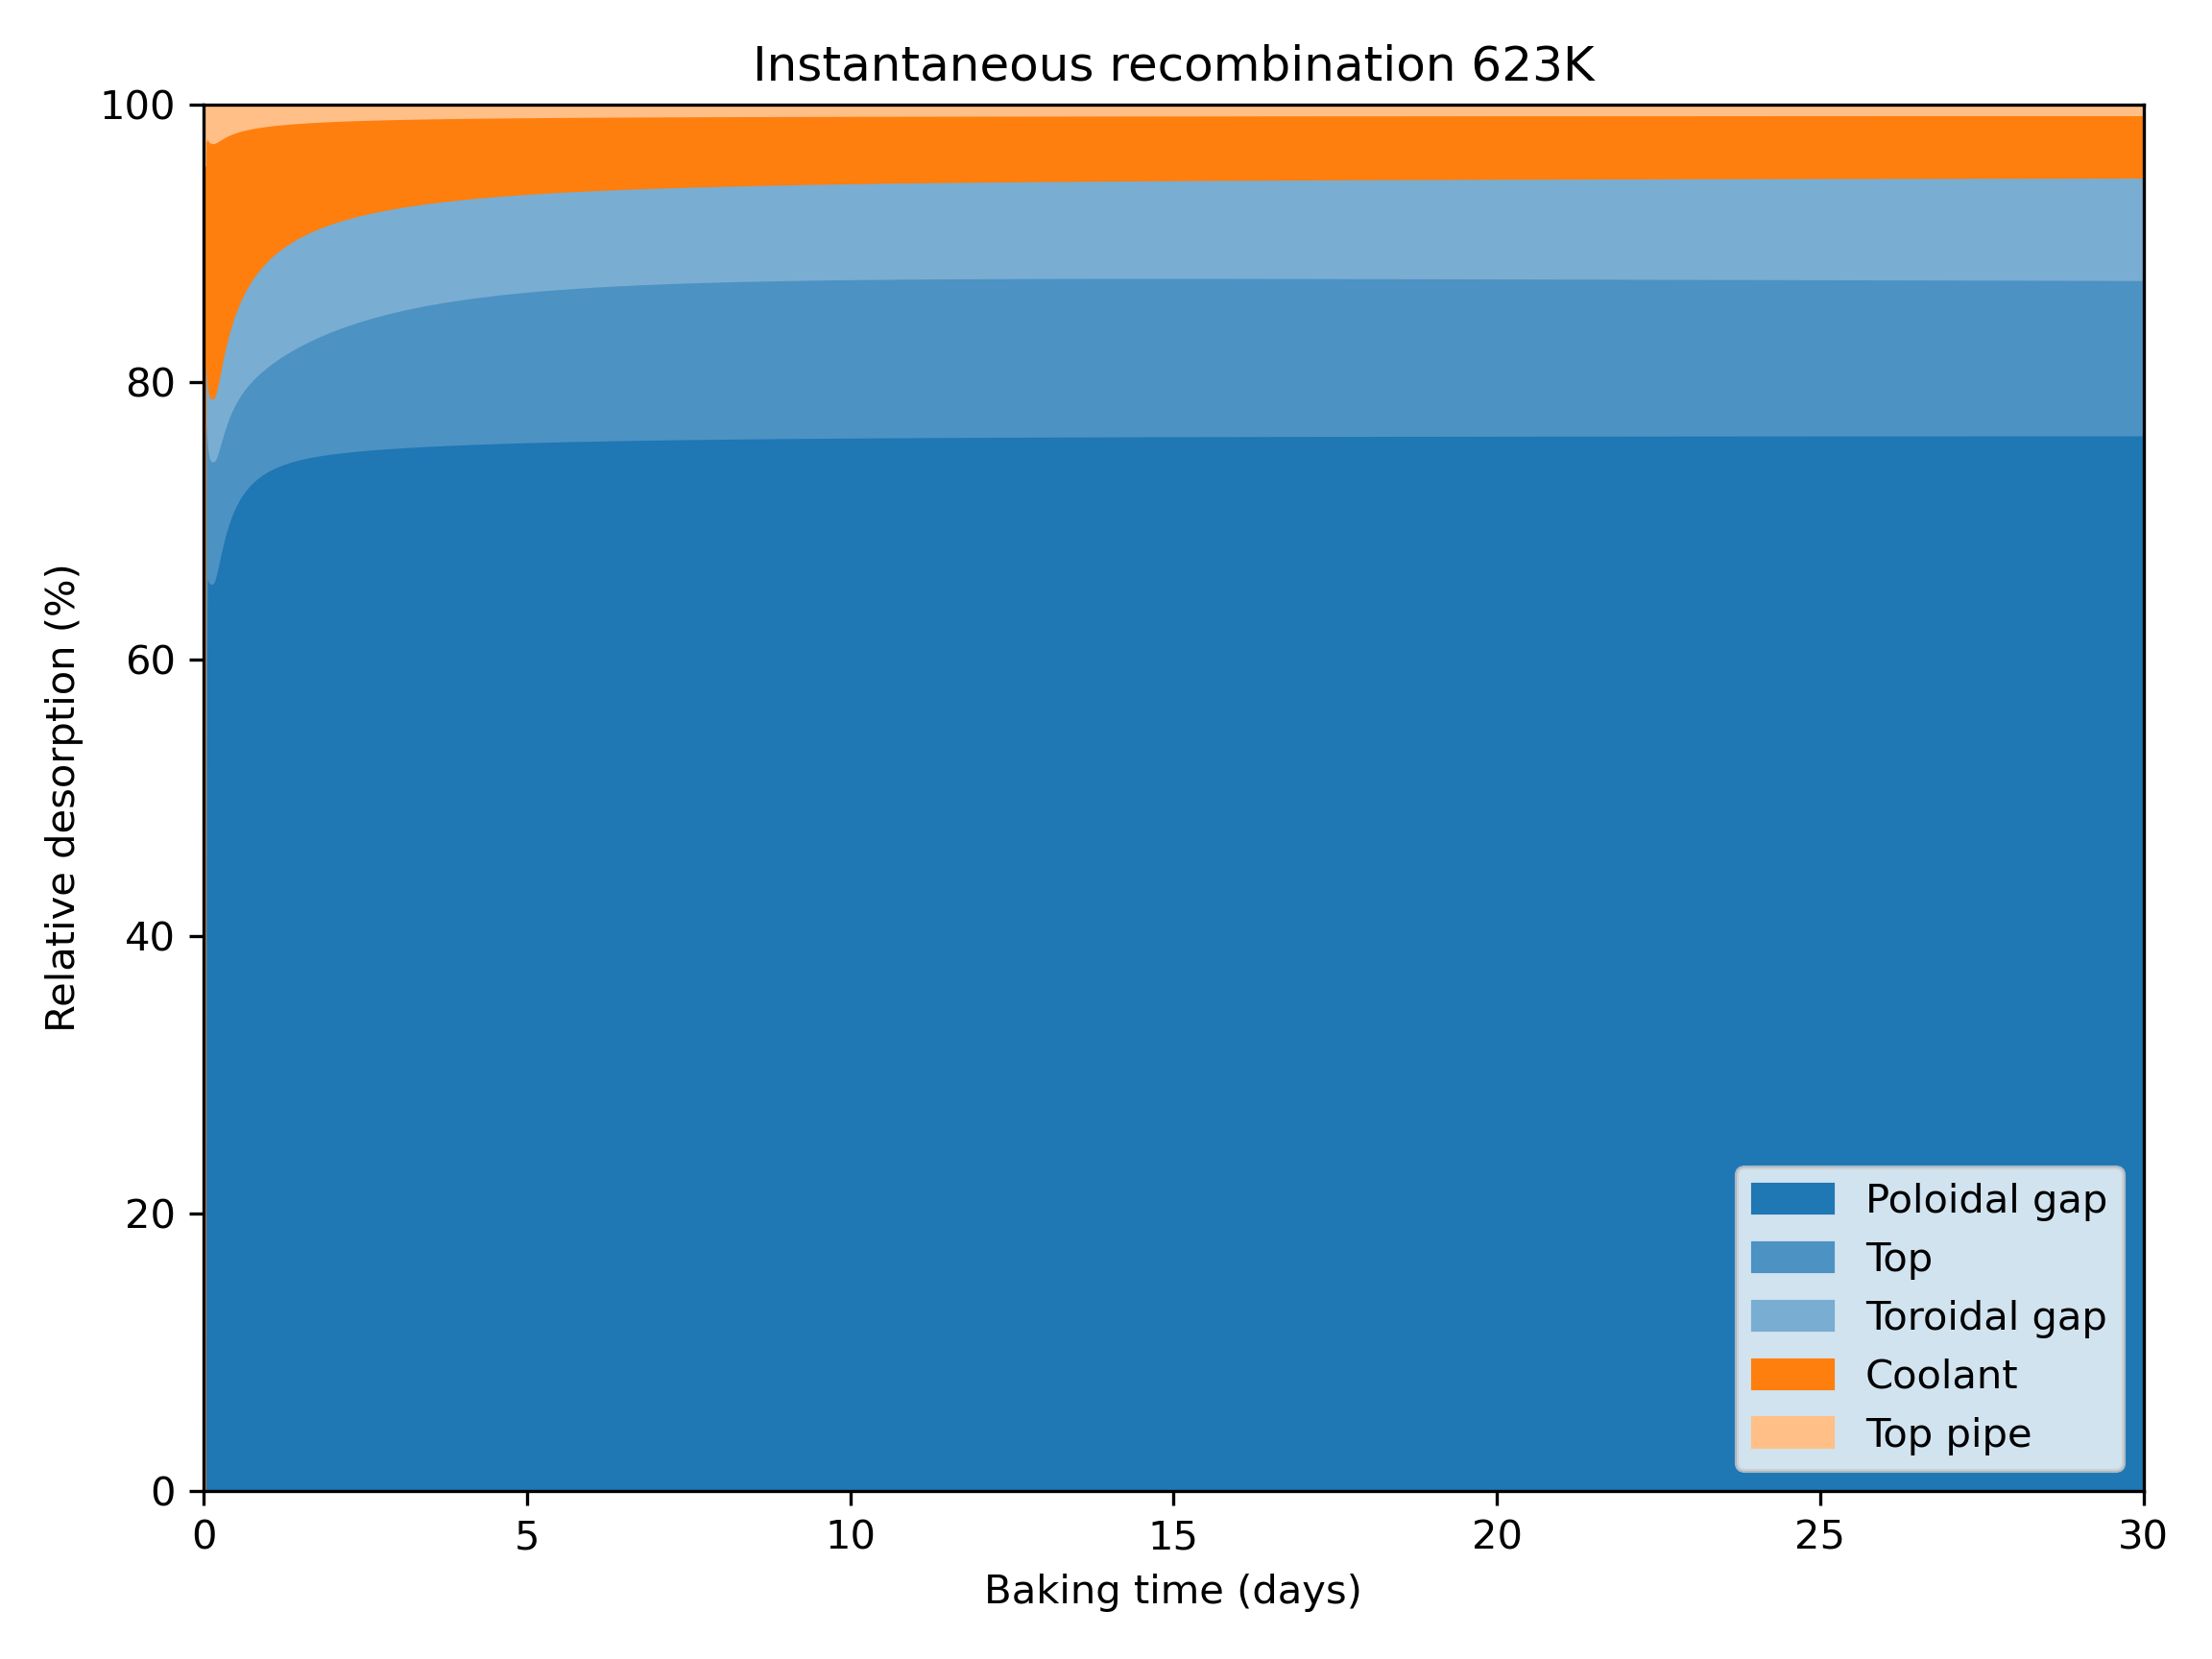 Instantaneous recombination 623K
100
80
60
40
20
0
Relative desorption (%)
0 5 10 15 20 25 30
Baking time (days)
Poloidal gap
Top
Toroidal gap
Coolant
Top pipe